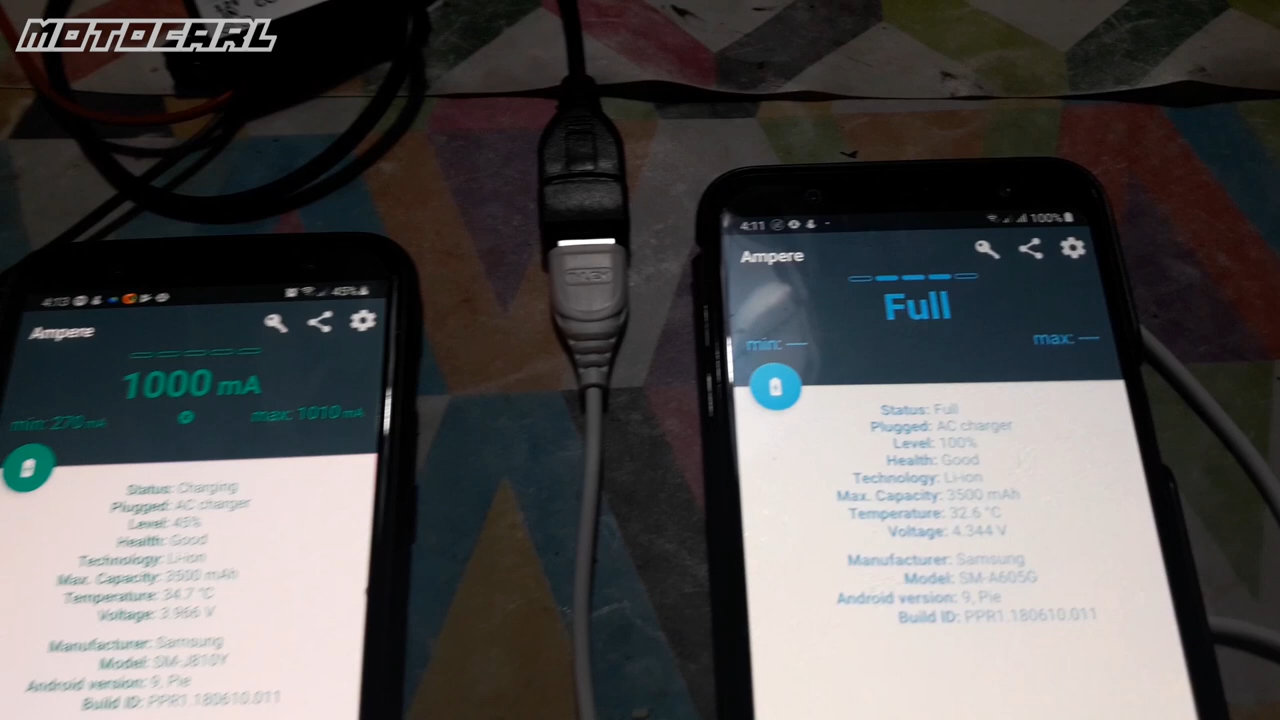 MOTOCARL
4:13 45%
Ampere
1000 mA
min: 270 mA max: 1010 mA
Status: Charging
Plugged: AC charger
Level: 45%
Health: Good
Technology: Li-ion
Max. Capacity: 3500 mAh
Temperature: 34.7 °C
Voltage: 3.966 V
Manufacturer: Samsung
Model: SM-J810Y
Android version: 9, Pie
Build ID: PPR1.180610.011
4:11 100%
Ampere
Full
min: — max: —
Status: Full
Plugged: AC charger
Level: 100%
Health: Good
Technology: Li-ion
Max. Capacity: 3500 mAh
Temperature: 32.6 °C
Voltage: 4.344 V
Manufacturer: Samsung
Model: SM-A605G
Android version: 9, Pie
Build ID: PPR1.180610.011